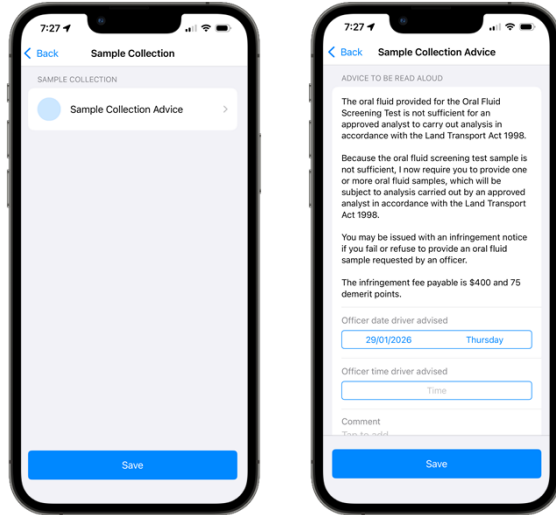 7:27
Back
Sample Collection
SAMPLE COLLECTION
Sample Collection Advice
Save
7:27
Back
Sample Collection Advice
ADVICE TO BE READ ALOUD
The oral fluid provided for the Oral Fluid
Screening Test is not sufficient for an
approved analyst to carry out analysis in
accordance with the Land Transport Act 1998.
Because the oral fluid screening test sample is
not sufficient, I now require you to provide one
or more oral fluid samples, which will be
subject to analysis carried out by an approved
analyst in accordance with the Land Transport
Act 1998.
You may be issued with an infringement notice
if you fail or refuse to provide an oral fluid
sample requested by an officer.
The infringement fee payable is $400 and 75
demerit points.
Officer date driver advised
29/01/2026 Thursday
Officer time driver advised
Time
Comment
Tap to add
Save